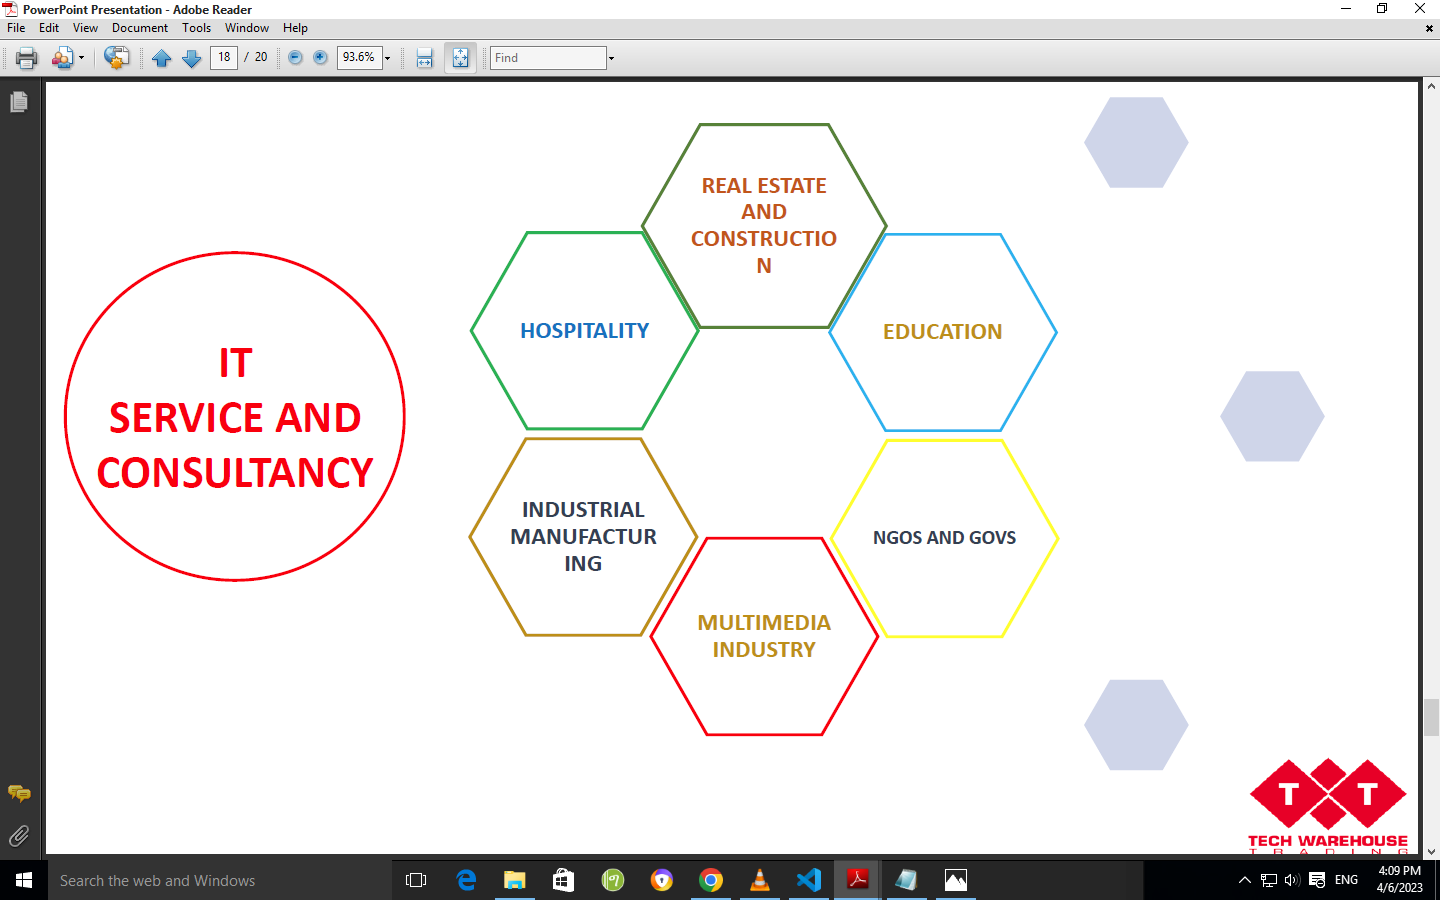 PowerPoint Presentation - Adobe Reader
File Edit View Document Tools Window Help
18 / 20 93.6% Find
REAL ESTATE
AND
CONSTRUCTIO
N
HOSPITALITY
EDUCATION
IT
SERVICE AND
CONSULTANCY
INDUSTRIAL
MANUFACTUR
ING
NGOS AND GOVS
MULTIMEDIA
INDUSTRY
T T
TECH WAREHOUSE
TRADING
Search the web and Windows
ENG
4:09 PM
4/6/2023